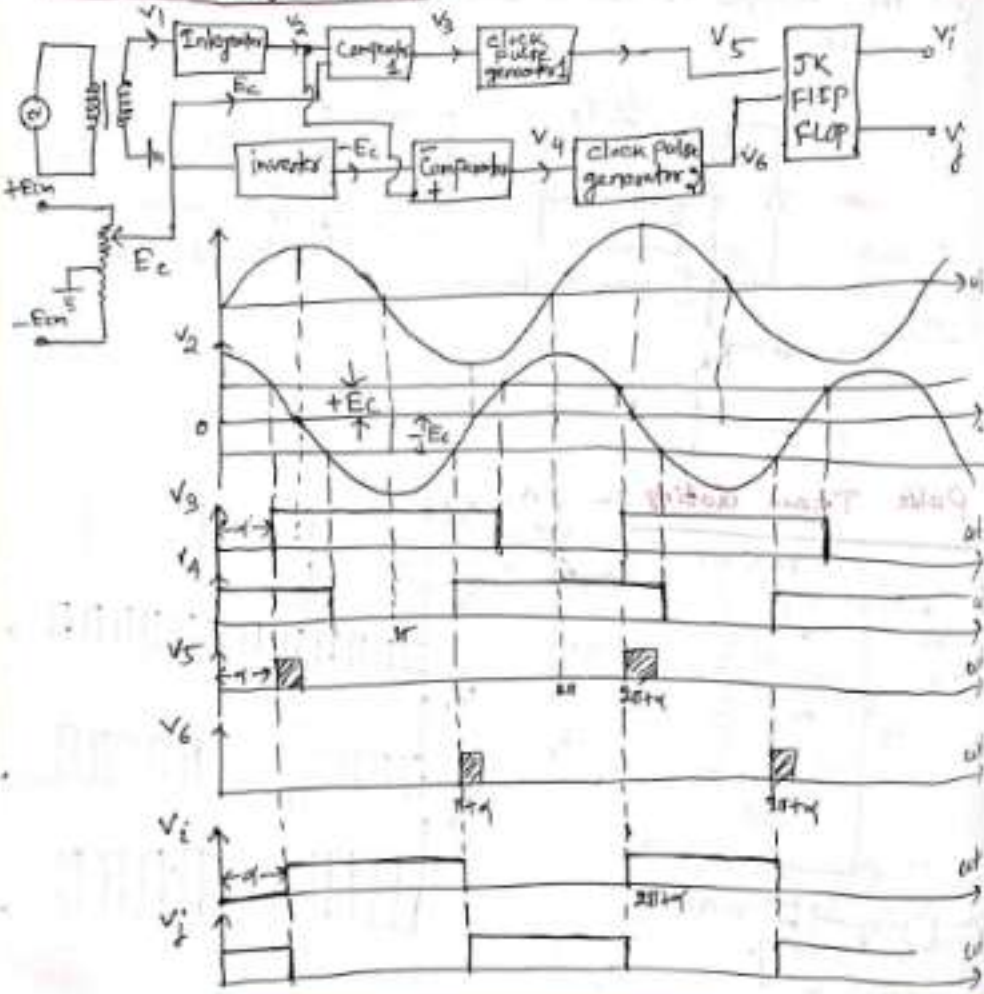 V1
Integrator
V2
Comparator
1
V3
clock
pulse
generator 1
V5
JK
FLIP
FLOP
Vi
Ec
invertor
-Ec
-
Comparator
+
V4
clock pulse
generator 2
V6
Vj
+Ecm
Ec
-Ecm
V2
+Ec
-Ec
0
V3
←α→
ωt
V4
π
V5
←α→
2π
2π+α
ωt
V6
π+α
3π+α
ωt
Vi
←α→
2π+α
ωt
Vj
ωt